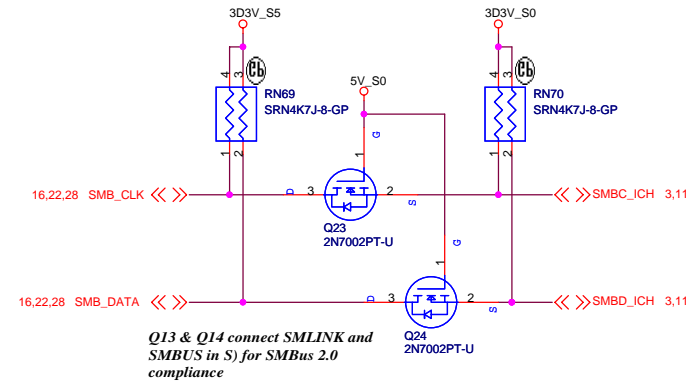 3D3V_S5
3D3V_S0
4 3
RN69
SRN4K7J-8-GP
1 2
5V_S0
4 3
RN70
SRN4K7J-8-GP
1 2
G
1
16,22,28 SMB_CLK
D 3
2 S
SMBC_ICH 3,11
Q23
2N7002PT-U
G
1
16,22,28 SMB_DATA
D 3
2 S
SMBD_ICH 3,11
Q24
2N7002PT-U
Q13 & Q14 connect SMLINK and
SMBUS in S) for SMBus 2.0
compliance